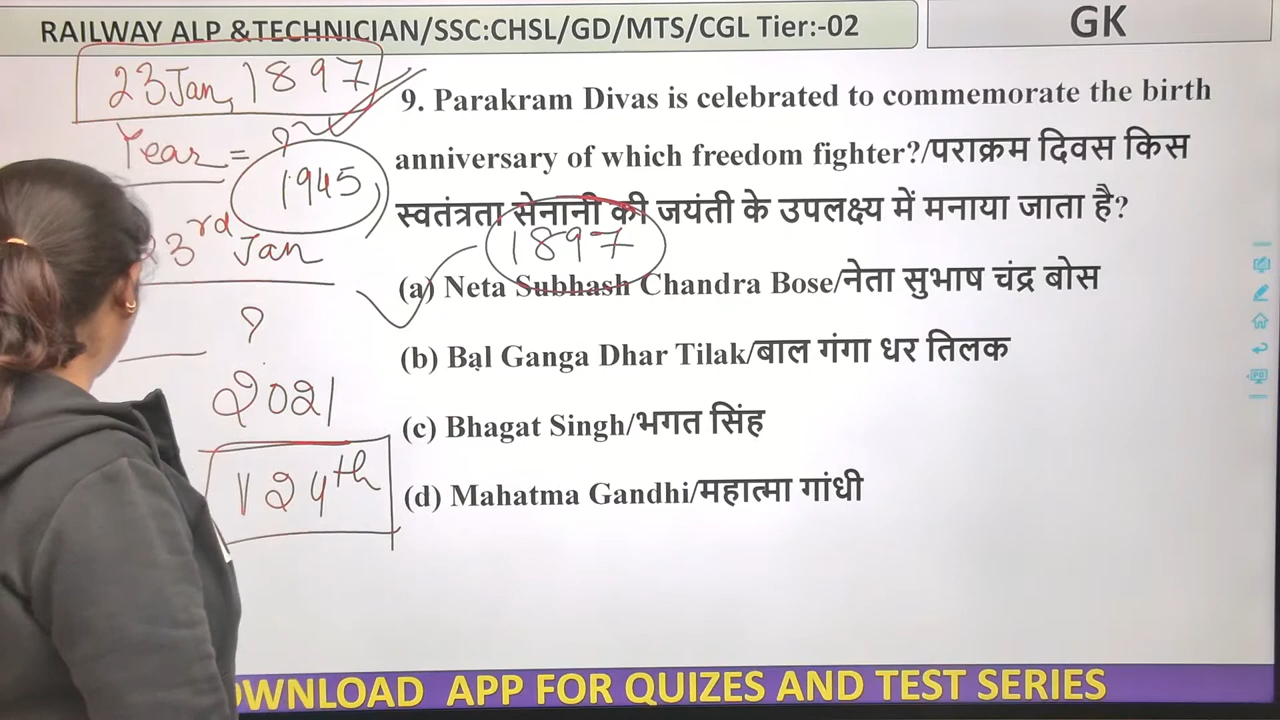 RAILWAY ALP &TECHNICIAN/SSC:CHSL/GD/MTS/CGL Tier:-02
GK
23 Jan, 1897
Year = ?
1945
3rd Jan
?
2021
124th
9. Parakram Divas is celebrated to commemorate the birth
anniversary of which freedom fighter?/पराक्रम दिवस किस
स्वतंत्रता सेनानी की जयंती के उपलक्ष्य में मनाया जाता है?
1897
(a) Neta Subhash Chandra Bose/नेता सुभाष चंद्र बोस
(b) Bal Ganga Dhar Tilak/बाल गंगा धर तिलक
(c) Bhagat Singh/भगत सिंह
(d) Mahatma Gandhi/महात्मा गांधी
OWNLOAD APP FOR QUIZES AND TEST SERIES